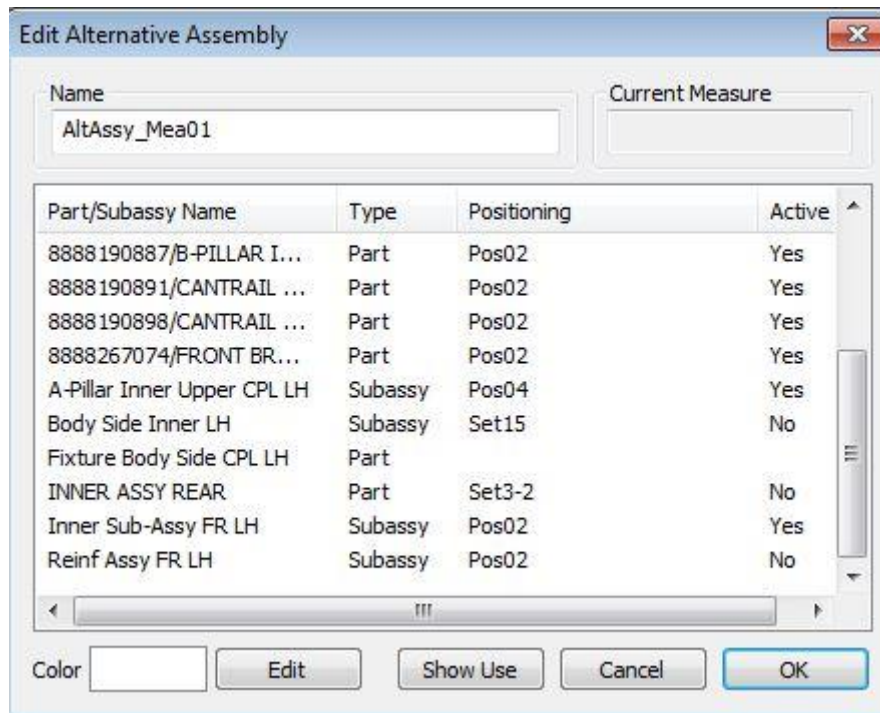 Edit Alternative Assembly
Name
Current Measure
AltAssy_Mea01
Part/Subassy Name Type Positioning Active
8888190887/B-PILLAR I... Part Pos02 Yes
8888190891/CANTRAIL ... Part Pos02 Yes
8888190898/CANTRAIL ... Part Pos02 Yes
8888267074/FRONT BR... Part Pos02 Yes
A-Pillar Inner Upper CPL LH Subassy Pos04 Yes
Body Side Inner LH Subassy Set15 No
Fixture Body Side CPL LH Part
INNER ASSY REAR Part Set3-2 No
Inner Sub-Assy FR LH Subassy Pos02 Yes
Reinf Assy FR LH Subassy Pos02 No
Color Edit Show Use Cancel OK